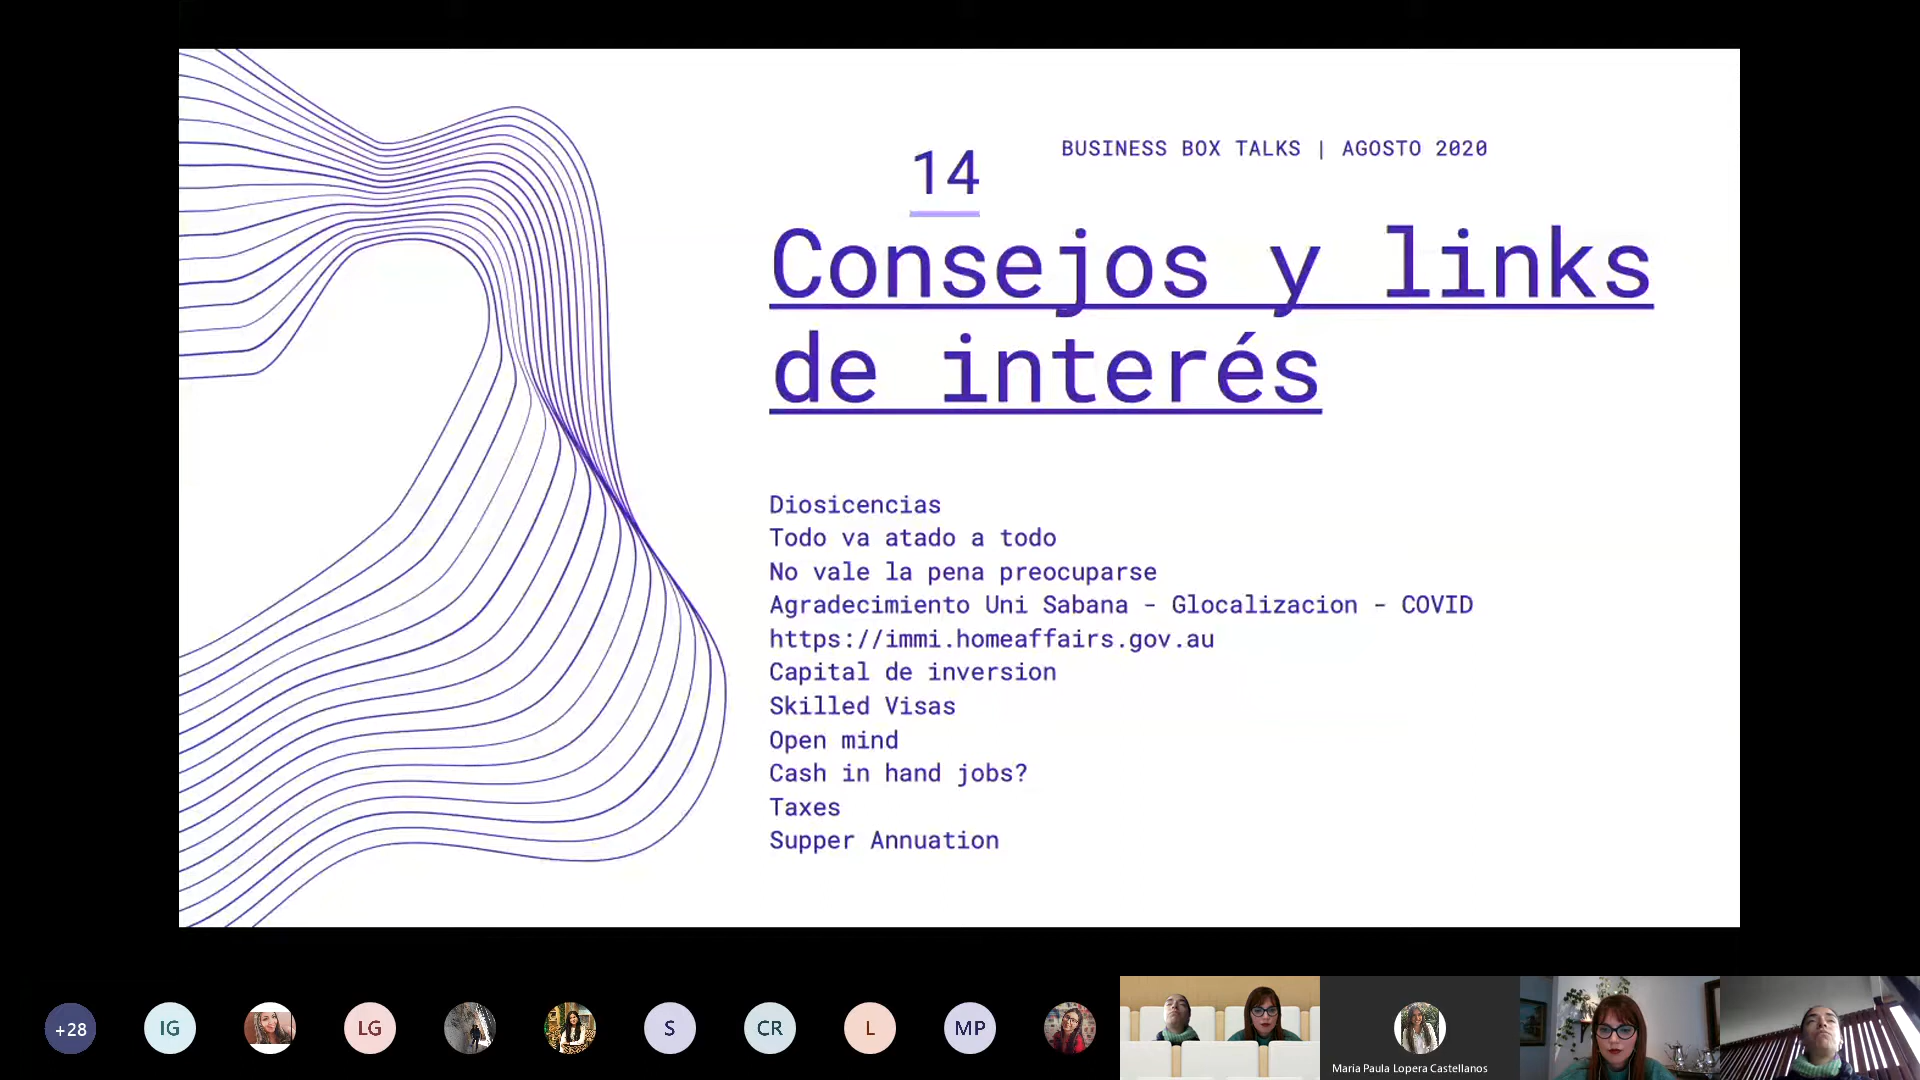 14
BUSINESS BOX TALKS | AGOSTO 2020
Consejos y links
de interés
Diosicencias
Todo va atado a todo
No vale la pena preocuparse
Agradecimiento Uni Sabana - Glocalizacion - COVID
https://immi.homeaffairs.gov.au
Capital de inversion
Skilled Visas
Open mind
Cash in hand jobs?
Taxes
Supper Annuation
+28
IG
LG
S
CR
L
MP
Maria Paula Lopera Castellanos